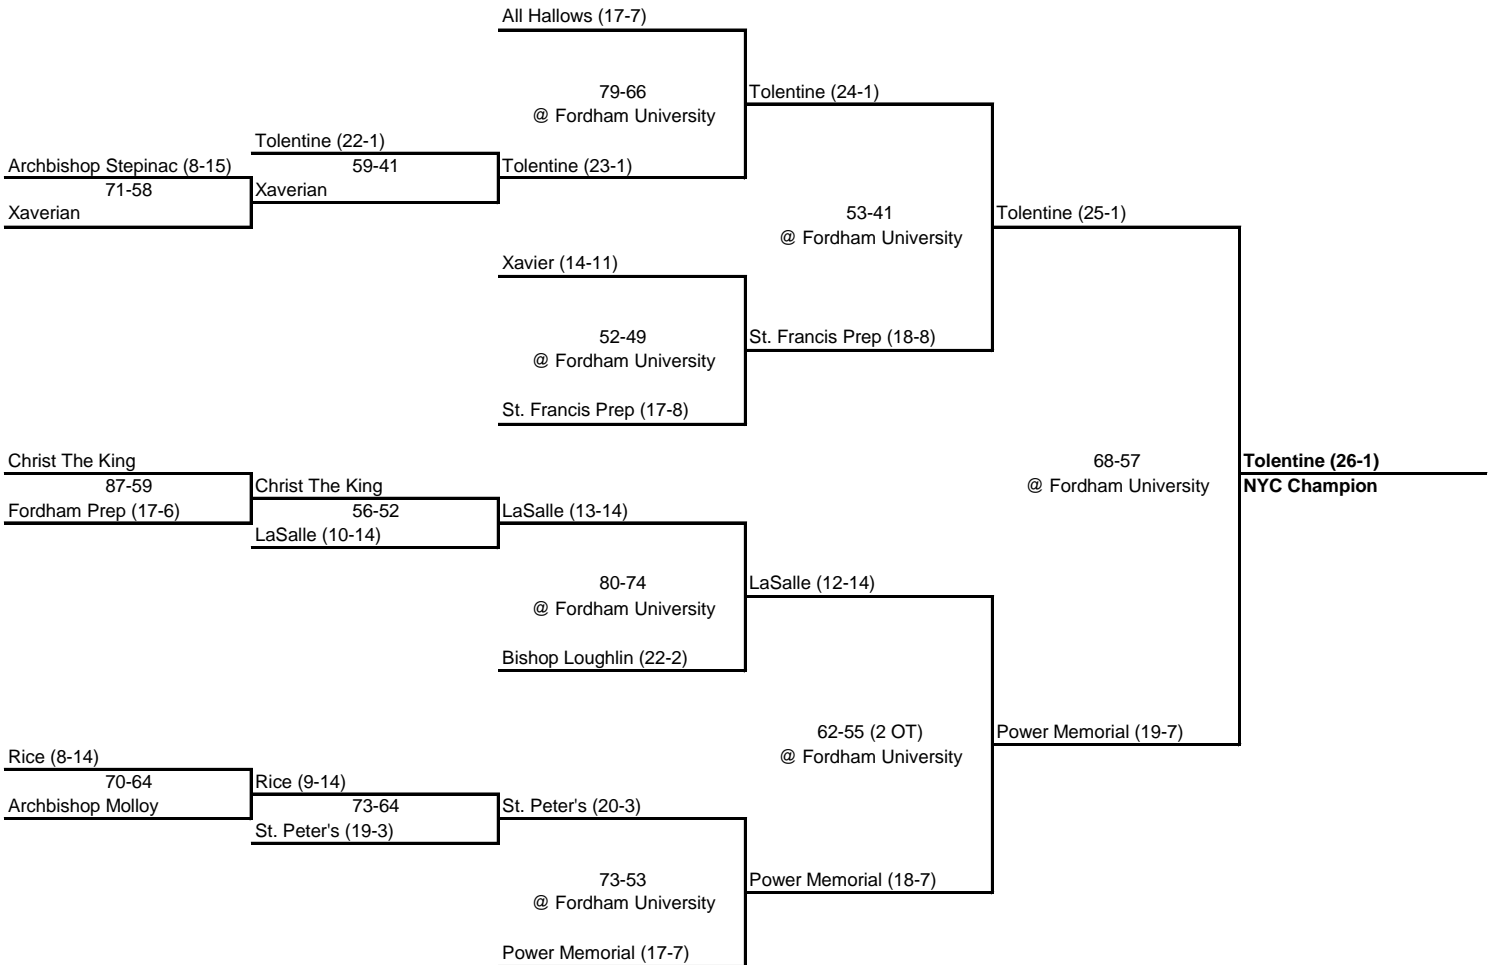 All Hallows (17-7)
79-66
@ Fordham University
Tolentine (24-1)
Tolentine (22-1)
Archbishop Stepinac (8-15)
59-41
Tolentine (23-1)
71-58
Xaverian
Xaverian
53-41
@ Fordham University
Tolentine (25-1)
Xavier (14-11)
52-49
@ Fordham University
St. Francis Prep (18-8)
St. Francis Prep (17-8)
Christ The King
68-57
@ Fordham University
Tolentine (26-1)
NYC Champion
87-59
Christ The King
Fordham Prep (17-6)
56-52
LaSalle (13-14)
LaSalle (10-14)
80-74
@ Fordham University
LaSalle (12-14)
Bishop Loughlin (22-2)
62-55 (2 OT)
@ Fordham University
Power Memorial (19-7)
Rice (8-14)
70-64
Rice (9-14)
Archbishop Molloy
73-64
St. Peter's (20-3)
St. Peter's (19-3)
73-53
@ Fordham University
Power Memorial (18-7)
Power Memorial (17-7)